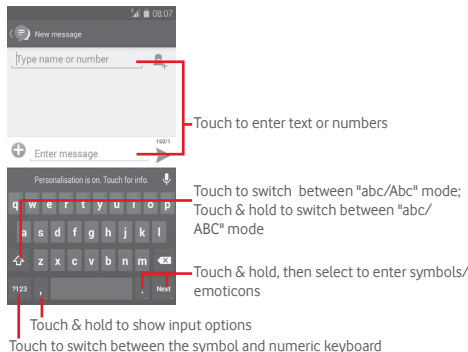 08:07
New message
Type name or number
Touch to enter text or numbers
160/1
Enter message
Personalisation is on. Touch for info.
q w e r t y u i o p
Touch to switch between "abc/Abc" mode;
Touch & hold to switch between "abc/
ABC" mode
a s d f g h j k l
z x c v b n m
Touch & hold, then select to enter symbols/
emoticons
?123 , . Next
Touch & hold to show input options
Touch to switch between the symbol and numeric keyboard